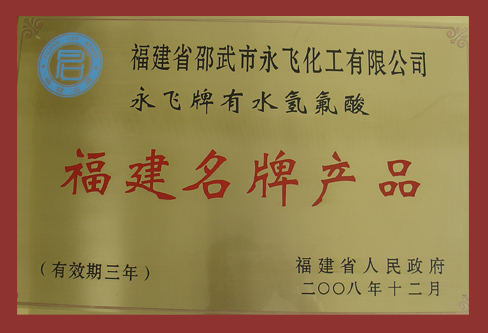 福建省邵武市永飞化工有限公司
永飞牌有水氢氟酸
福建名牌产品
（有效期三年）
福建省人民政府
二〇〇八年十二月